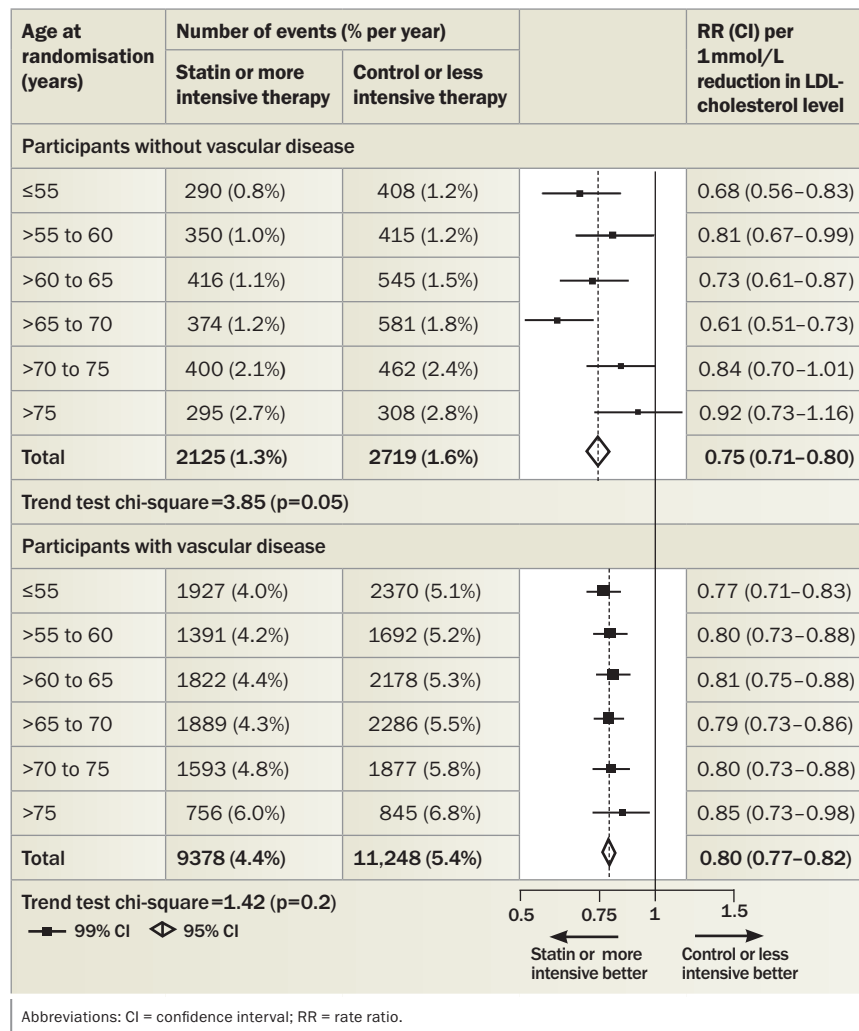 Age at randomisation (years) | Number of events (% per year) | RR (CI) per 1mmol/L reduction in LDL-cholesterol level
Statin or more intensive therapy | Control or less intensive therapy
Participants without vascular disease
≤55 290 (0.8%) 408 (1.2%) 0.68 (0.56–0.83)
>55 to 60 350 (1.0%) 415 (1.2%) 0.81 (0.67–0.99)
>60 to 65 416 (1.1%) 545 (1.5%) 0.73 (0.61–0.87)
>65 to 70 374 (1.2%) 581 (1.8%) 0.61 (0.51–0.73)
>70 to 75 400 (2.1%) 462 (2.4%) 0.84 (0.70–1.01)
>75 295 (2.7%) 308 (2.8%) 0.92 (0.73–1.16)
Total 2125 (1.3%) 2719 (1.6%) 0.75 (0.71–0.80)
Trend test chi-square=3.85 (p=0.05)
Participants with vascular disease
≤55 1927 (4.0%) 2370 (5.1%) 0.77 (0.71–0.83)
>55 to 60 1391 (4.2%) 1692 (5.2%) 0.80 (0.73–0.88)
>60 to 65 1822 (4.4%) 2178 (5.3%) 0.81 (0.75–0.88)
>65 to 70 1889 (4.3%) 2286 (5.5%) 0.79 (0.73–0.86)
>70 to 75 1593 (4.8%) 1877 (5.8%) 0.80 (0.73–0.88)
>75 756 (6.0%) 845 (6.8%) 0.85 (0.73–0.98)
Total 9378 (4.4%) 11,248 (5.4%) 0.80 (0.77–0.82)
Trend test chi-square=1.42 (p=0.2)
99% CI 95% CI
0.5 0.75 1 1.5
Statin or more intensive better
Control or less intensive better
Abbreviations: CI = confidence interval; RR = rate ratio.